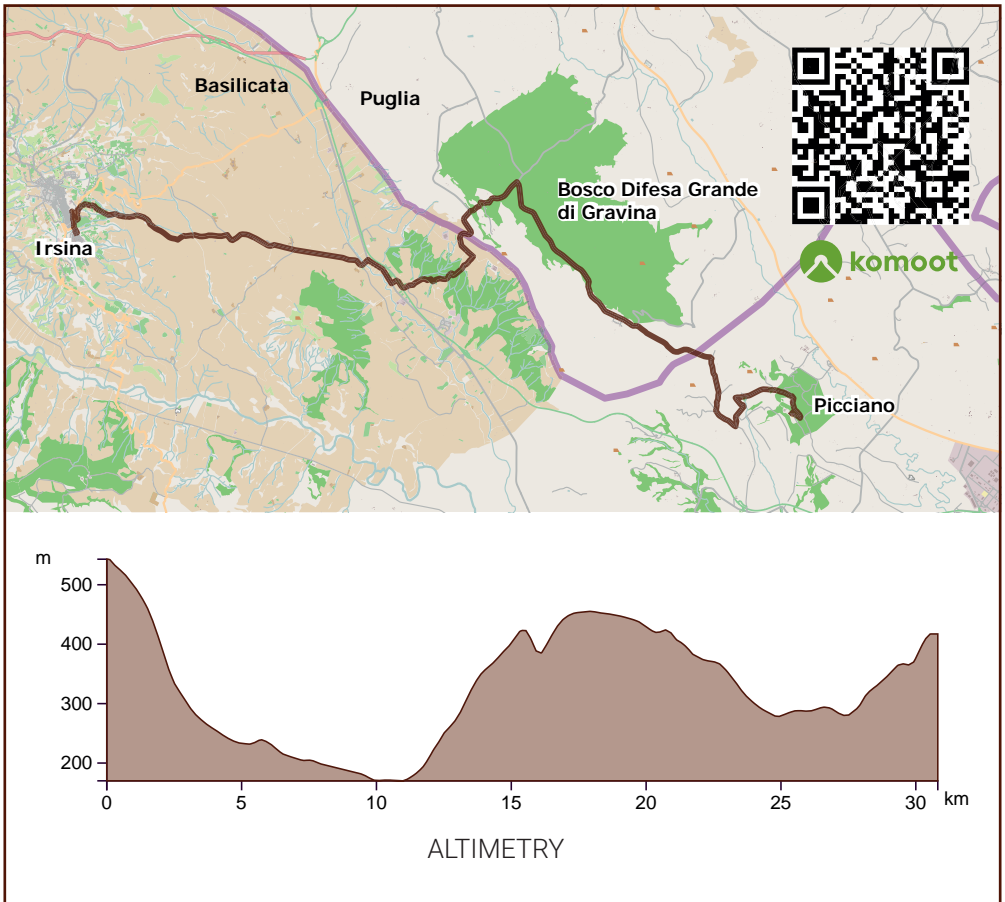 Basilicata
Puglia
Bosco Difesa Grande
di Gravina
Irsina
komoot
Picciano
m
500
400
300
200
0
5
10
15
20
25
30
km
ALTIMETRY